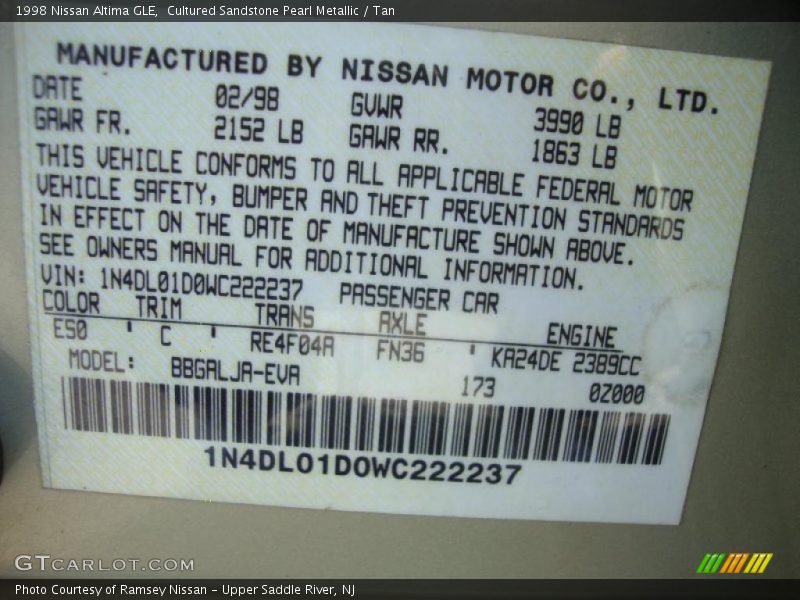 1998 Nissan Altima GLE,  Cultured Sandstone Pearl Metallic / Tan
MANUFACTURED BY NISSAN MOTOR CO., LTD.
DATE 02/98 GVWR 3990 LB
GAWR FR. 2152 LB GAWR RR. 1863 LB
THIS VEHICLE CONFORMS TO ALL APPLICABLE FEDERAL MOTOR
VEHICLE SAFETY, BUMPER AND THEFT PREVENTION STANDARDS
IN EFFECT ON THE DATE OF MANUFACTURE SHOWN ABOVE.
SEE OWNERS MANUAL FOR ADDITIONAL INFORMATION.
VIN: 1N4DL01D0WC222237 PASSENGER CAR
COLOR TRIM TRANS AXLE ENGINE
ES0 ' C ' RE4F04A FN36 ' KA24DE 2389CC
MODEL: BBGALJA-EVA 173 0Z000
1N4DL01D0WC222237
GTCARLOT.COM
Photo Courtesy of Ramsey Nissan – Upper Saddle River, NJ